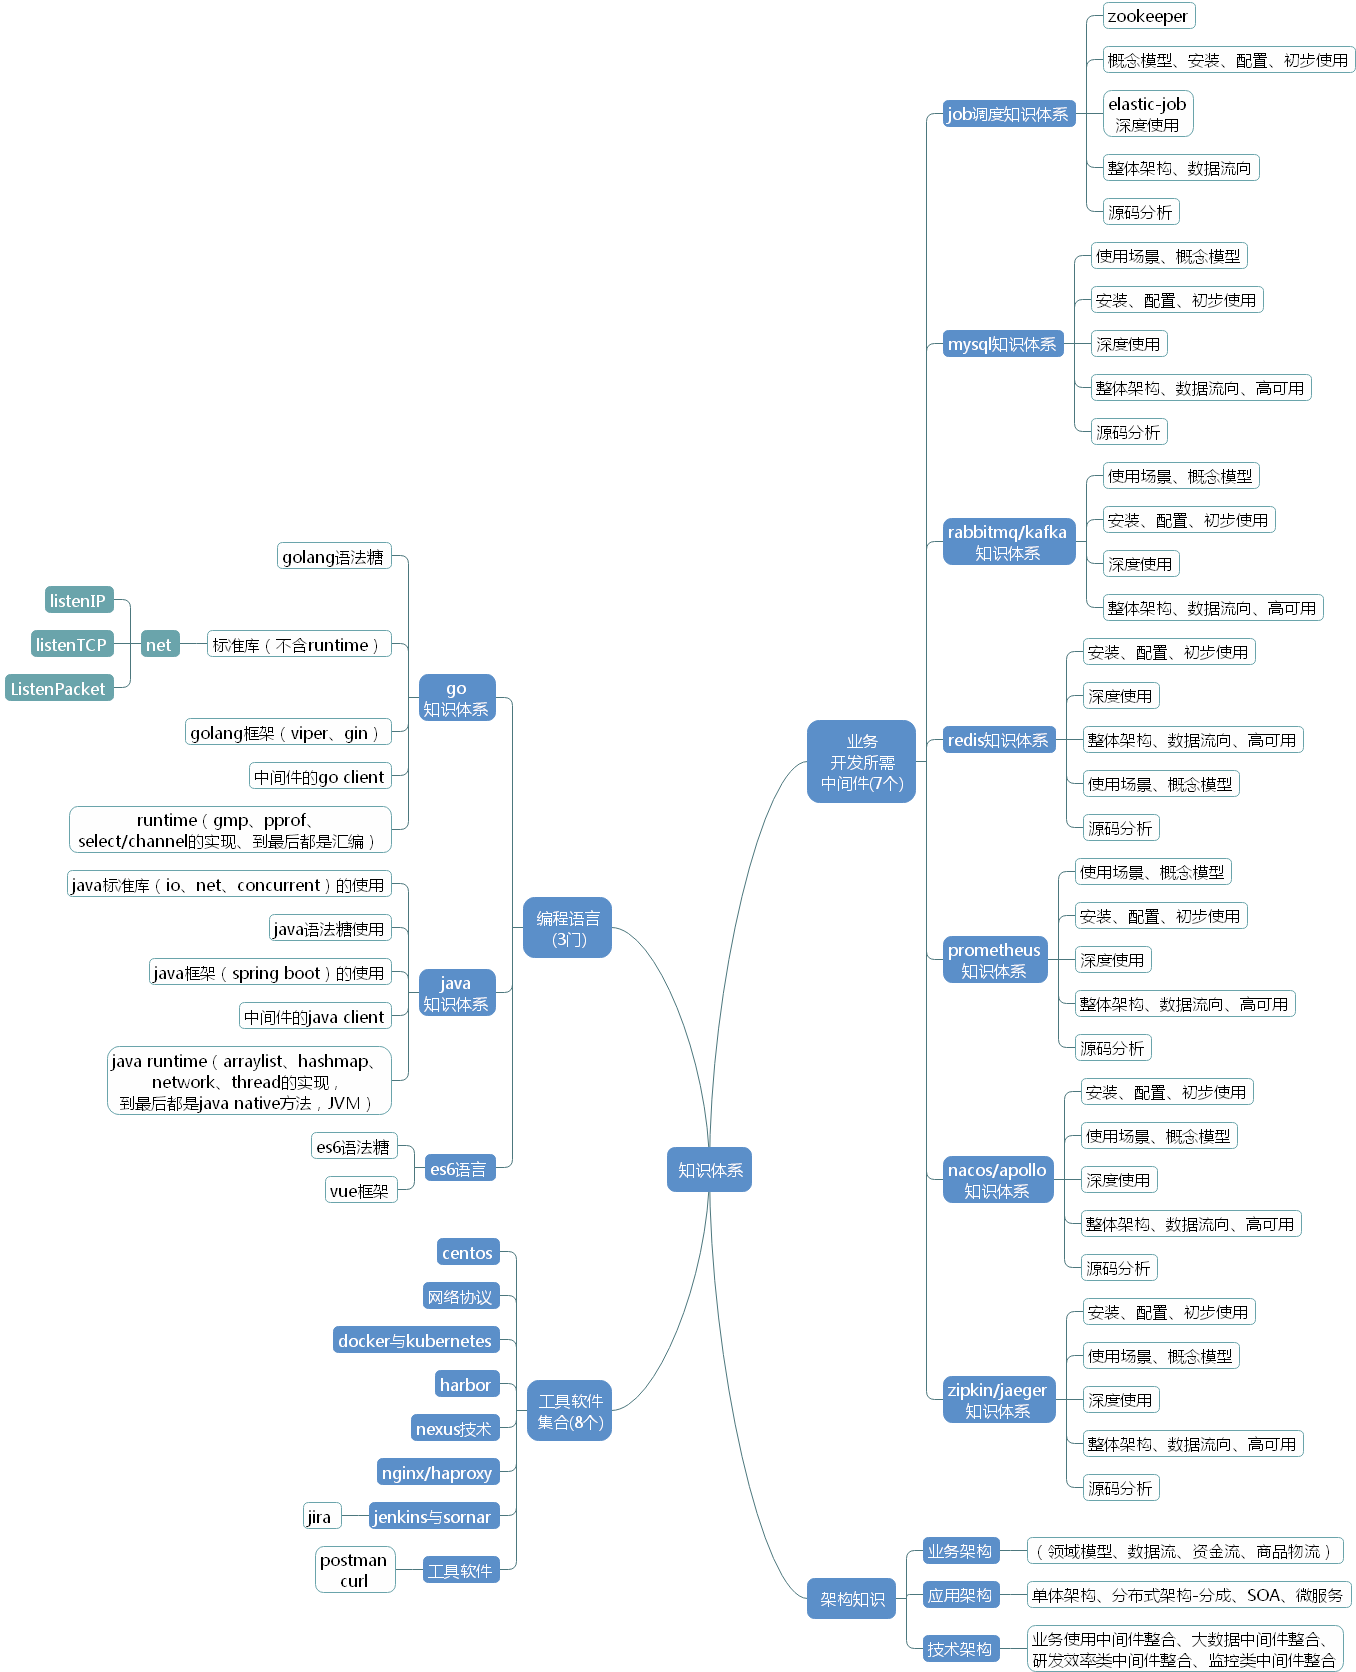 知识体系
业务
开发所需
中间件(7个)
job调度知识体系
zookeeper
概念模型、安装、配置、初步使用
elastic-job
深度使用
整体架构、数据流向
源码分析
mysql知识体系
使用场景、概念模型
安装、配置、初步使用
深度使用
整体架构、数据流向、高可用
源码分析
rabbitmq/kafka
知识体系
使用场景、概念模型
安装、配置、初步使用
深度使用
整体架构、数据流向、高可用
redis知识体系
安装、配置、初步使用
深度使用
整体架构、数据流向、高可用
使用场景、概念模型
源码分析
prometheus
知识体系
使用场景、概念模型
安装、配置、初步使用
深度使用
整体架构、数据流向、高可用
源码分析
nacos/apollo
知识体系
安装、配置、初步使用
使用场景、概念模型
深度使用
整体架构、数据流向、高可用
源码分析
zipkin/jaeger
知识体系
安装、配置、初步使用
使用场景、概念模型
深度使用
整体架构、数据流向、高可用
源码分析
架构知识
业务架构
（领域模型、数据流、资金流、商品物流）
应用架构
单体架构、分布式架构-分成、SOA、微服务
技术架构
业务使用中间件整合、大数据中间件整合、
研发效率类中间件整合、监控类中间件整合
编程语言
(3门)
go
知识体系
golang语法糖
标准库（不含runtime）
net
listenIP
listenTCP
ListenPacket
golang框架（viper、gin）
中间件的go client
runtime（gmp、pprof、
select/channel的实现、到最后都是汇编）
java
知识体系
java标准库（io、net、concurrent）的使用
java语法糖使用
java框架（spring boot）的使用
中间件的java client
java runtime（arraylist、hashmap、
network、thread的实现，
到最后都是java native方法，JVM）
es6语言
es6语法糖
vue框架
工具软件
集合(8个)
centos
网络协议
docker与kubernetes
harbor
nexus技术
nginx/haproxy
jenkins与sornar
jira
工具软件
postman
curl